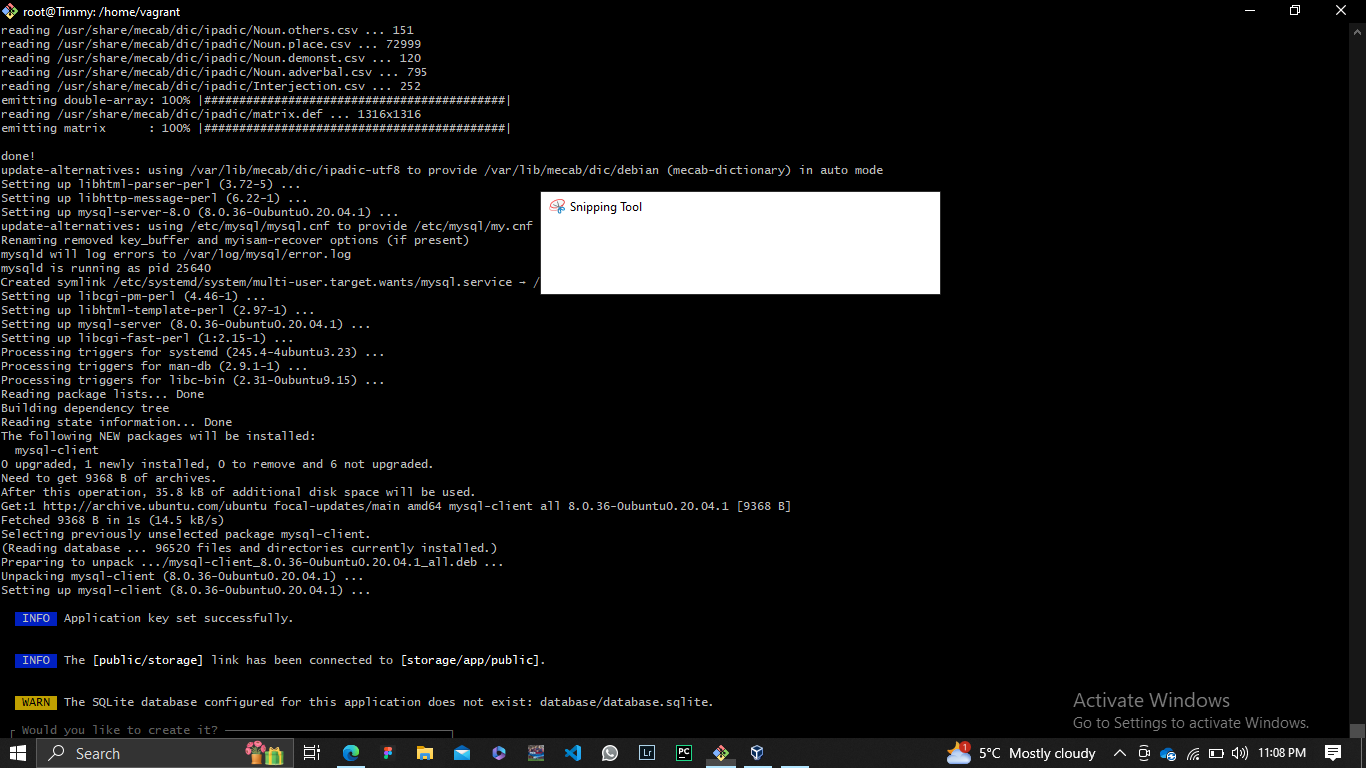 root@Timmy: /home/vagrant
reading /usr/share/mecab/dic/ipadic/Noun.others.csv ... 151
reading /usr/share/mecab/dic/ipadic/Noun.place.csv ... 72999
reading /usr/share/mecab/dic/ipadic/Noun.demonst.csv ... 120
reading /usr/share/mecab/dic/ipadic/Noun.adverbal.csv ... 795
reading /usr/share/mecab/dic/ipadic/Interjection.csv ... 252
emitting double-array: 100% |###########################################|
reading /usr/share/mecab/dic/ipadic/matrix.def ... 1316x1316
emitting matrix      : 100% |###########################################|
done!
update-alternatives: using /var/lib/mecab/dic/ipadic-utf8 to provide /var/lib/mecab/dic/debian (mecab-dictionary) in auto mode
Setting up libhtml-parser-perl (3.72-5) ...
Setting up libhttp-message-perl (6.22-1) ...
Setting up mysql-server-8.0 (8.0.36-0ubuntu0.20.04.1) ...
update-alternatives: using /etc/mysql/mysql.cnf to provide /etc/mysql/my.cnf
Renaming removed key_buffer and myisam-recover options (if present)
mysqld will log errors to /var/log/mysql/error.log
mysqld is running as pid 25640
Created symlink /etc/systemd/system/multi-user.target.wants/mysql.service → /
Snipping Tool
Setting up libcgi-pm-perl (4.46-1) ...
Setting up libhtml-template-perl (2.97-1) ...
Setting up mysql-server (8.0.36-0ubuntu0.20.04.1) ...
Setting up libcgi-fast-perl (1:2.15-1) ...
Processing triggers for systemd (245.4-4ubuntu3.23) ...
Processing triggers for man-db (2.9.1-1) ...
Processing triggers for libc-bin (2.31-0ubuntu9.15) ...
Reading package lists... Done
Building dependency tree
Reading state information... Done
The following NEW packages will be installed:
  mysql-client
0 upgraded, 1 newly installed, 0 to remove and 6 not upgraded.
Need to get 9368 B of archives.
After this operation, 35.8 kB of additional disk space will be used.
Get:1 http://archive.ubuntu.com/ubuntu focal-updates/main amd64 mysql-client all 8.0.36-0ubuntu0.20.04.1 [9368 B]
Fetched 9368 B in 1s (14.5 kB/s)
Selecting previously unselected package mysql-client.
(Reading database ... 96520 files and directories currently installed.)
Preparing to unpack .../mysql-client_8.0.36-0ubuntu0.20.04.1_all.deb ...
Unpacking mysql-client (8.0.36-0ubuntu0.20.04.1) ...
Setting up mysql-client (8.0.36-0ubuntu0.20.04.1) ...
INFO  Application key set successfully.
INFO  The [public/storage] link has been connected to [storage/app/public].
WARN  The SQLite database configured for this application does not exist: database/database.sqlite.
Would you like to create it?
Activate Windows
Go to Settings to activate Windows.
Search
1
5°C  Mostly cloudy
11:08 PM